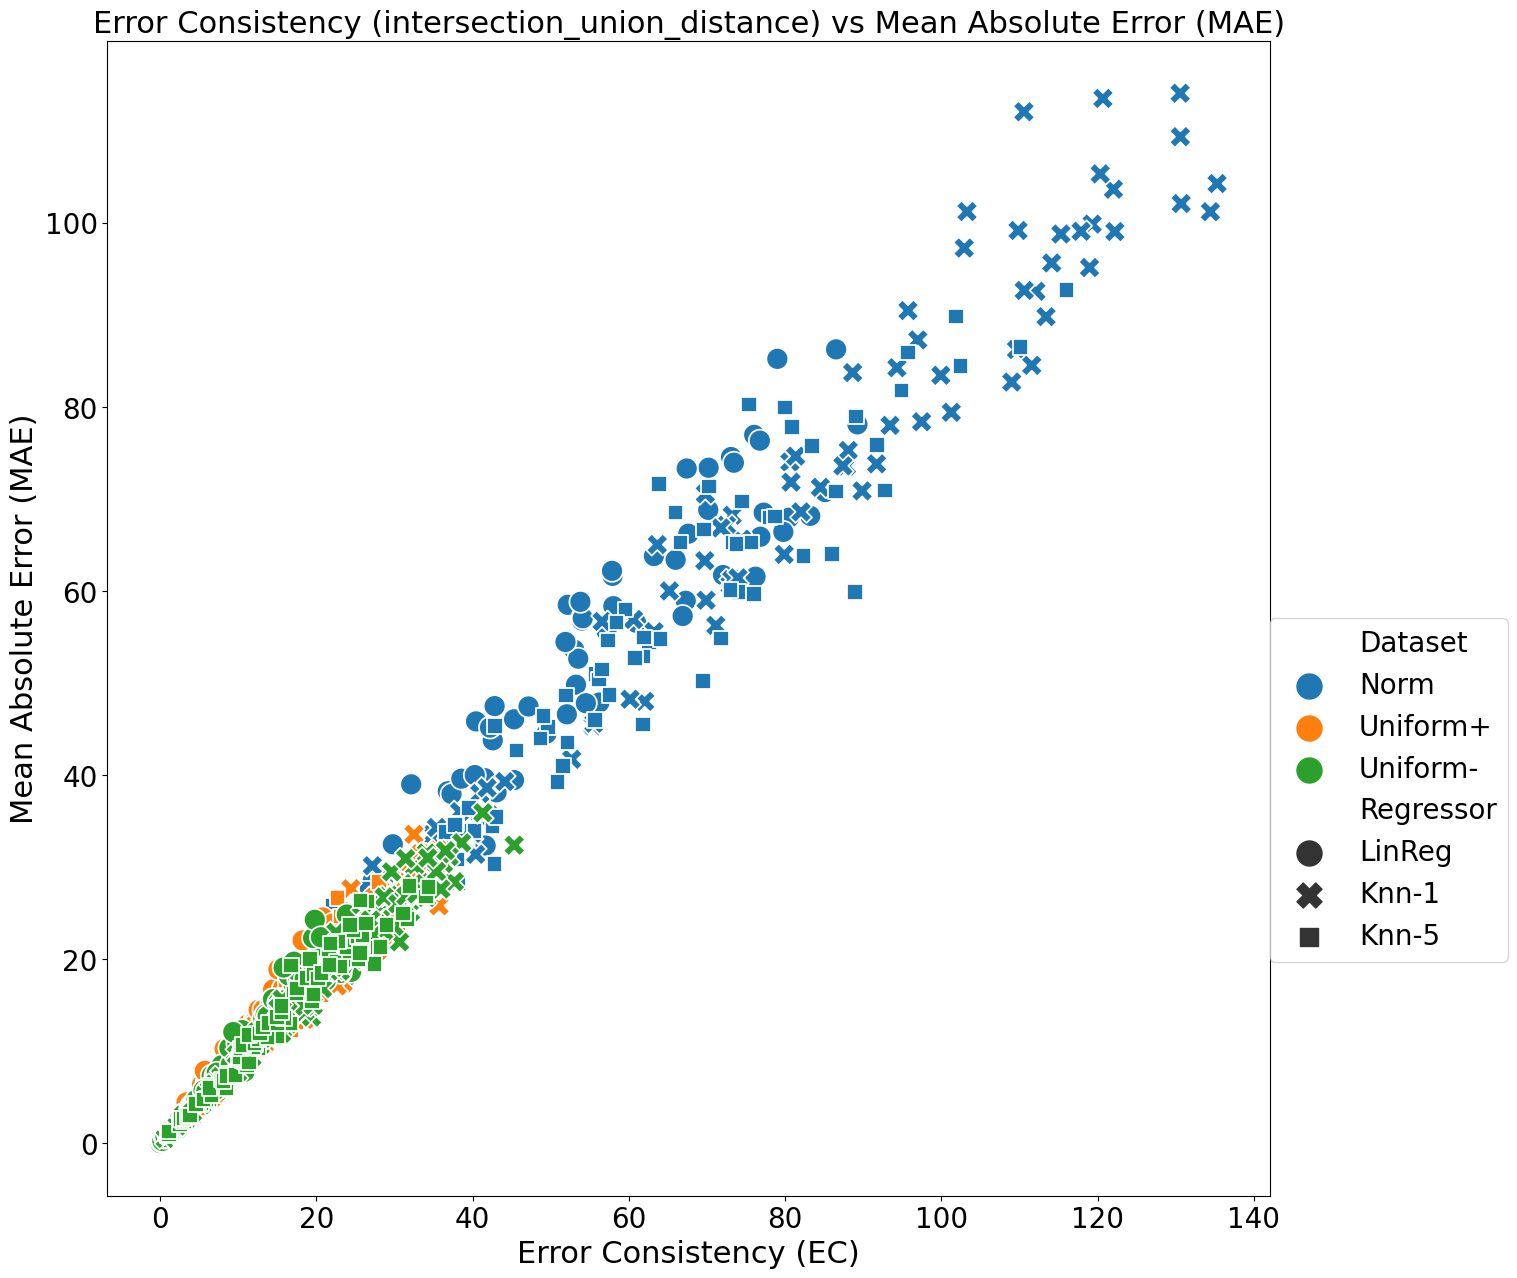 Error Consistency (intersection_union_distance) vs Mean Absolute Error (MAE)
Mean Absolute Error (MAE)
100
80
60
40
20
0
0 20 40 60 80 100 120 140
Error Consistency (EC)
Dataset
Norm
Uniform+
Uniform-
Regressor
LinReg
Knn-1
Knn-5